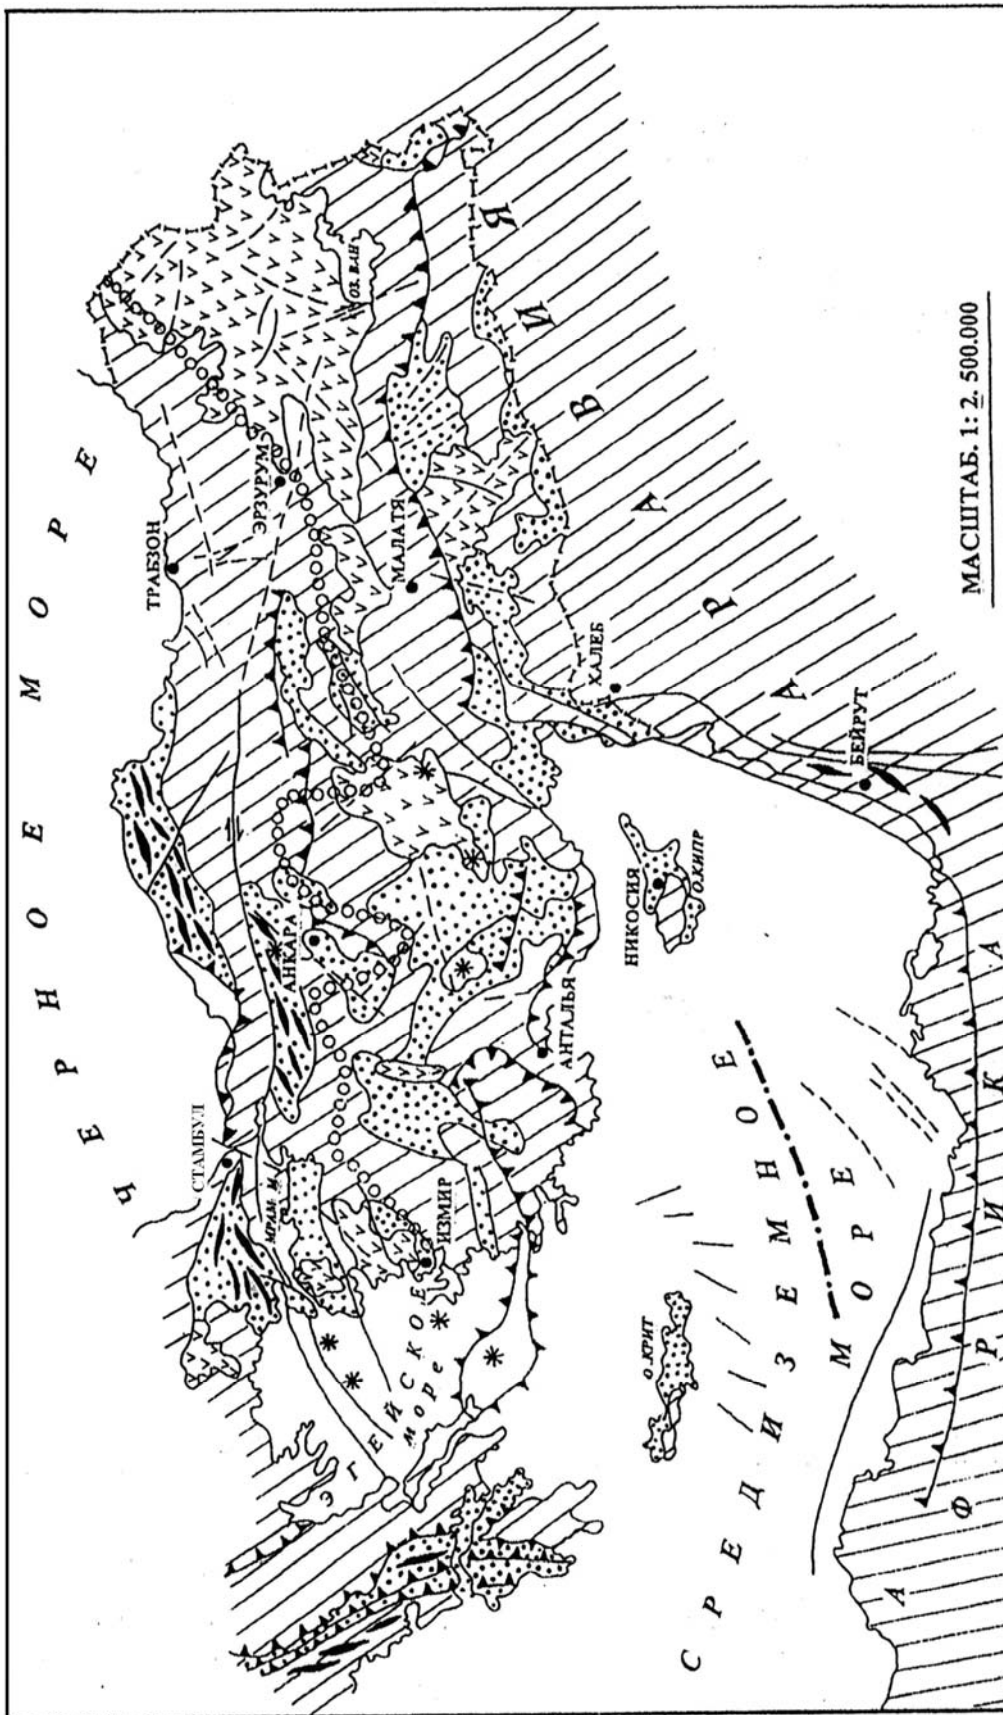 ЧЕРНОЕ МОРЕ
СТАМБУЛ
ТРАБЗОН
ЭРЗУРУМ
АНКАРА
ОЗ. ВАН
МАЛАТЯ
ИЗМИР
ЭГЕЙСКОЕ
море
АНТАЛЬЯ
ХАЛЕБ
НИКОСИЯ
О.КИПР
О.КРИТ
БЕЙРУТ
АРАВИЯ
СРЕДИЗЕМНОЕ
МОРЕ
АФРИКА
МАСШТАБ. 1: 2. 500.000